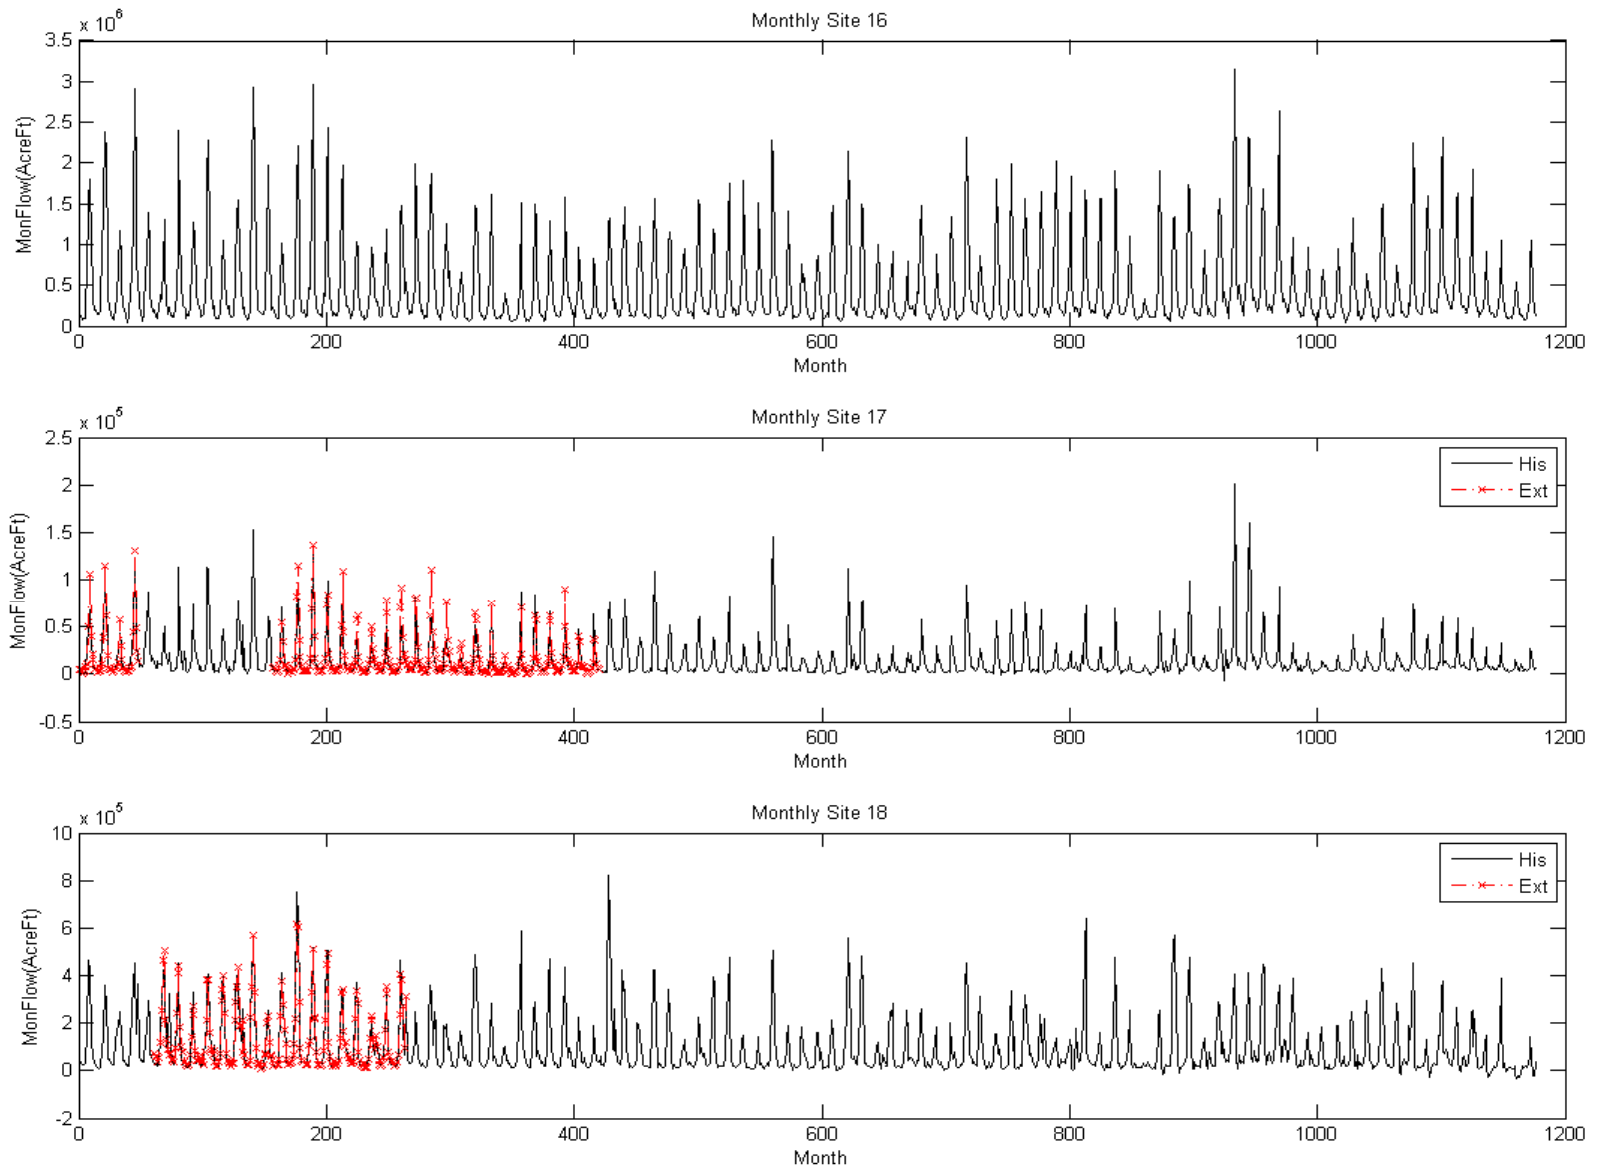 Monthly Site 16
x 10^6
3.5
3
2.5
2
1.5
1
0.5
0
MonFlow(AcreFt)
0 200 400 600 800 1000 1200
Month
Monthly Site 17
x 10^5
2.5
2
1.5
1
0.5
0
-0.5
MonFlow(AcreFt)
His
Ext
0 200 400 600 800 1000 1200
Month
Monthly Site 18
x 10^5
10
8
6
4
2
0
-2
MonFlow(AcreFt)
His
Ext
0 200 400 600 800 1000 1200
Month